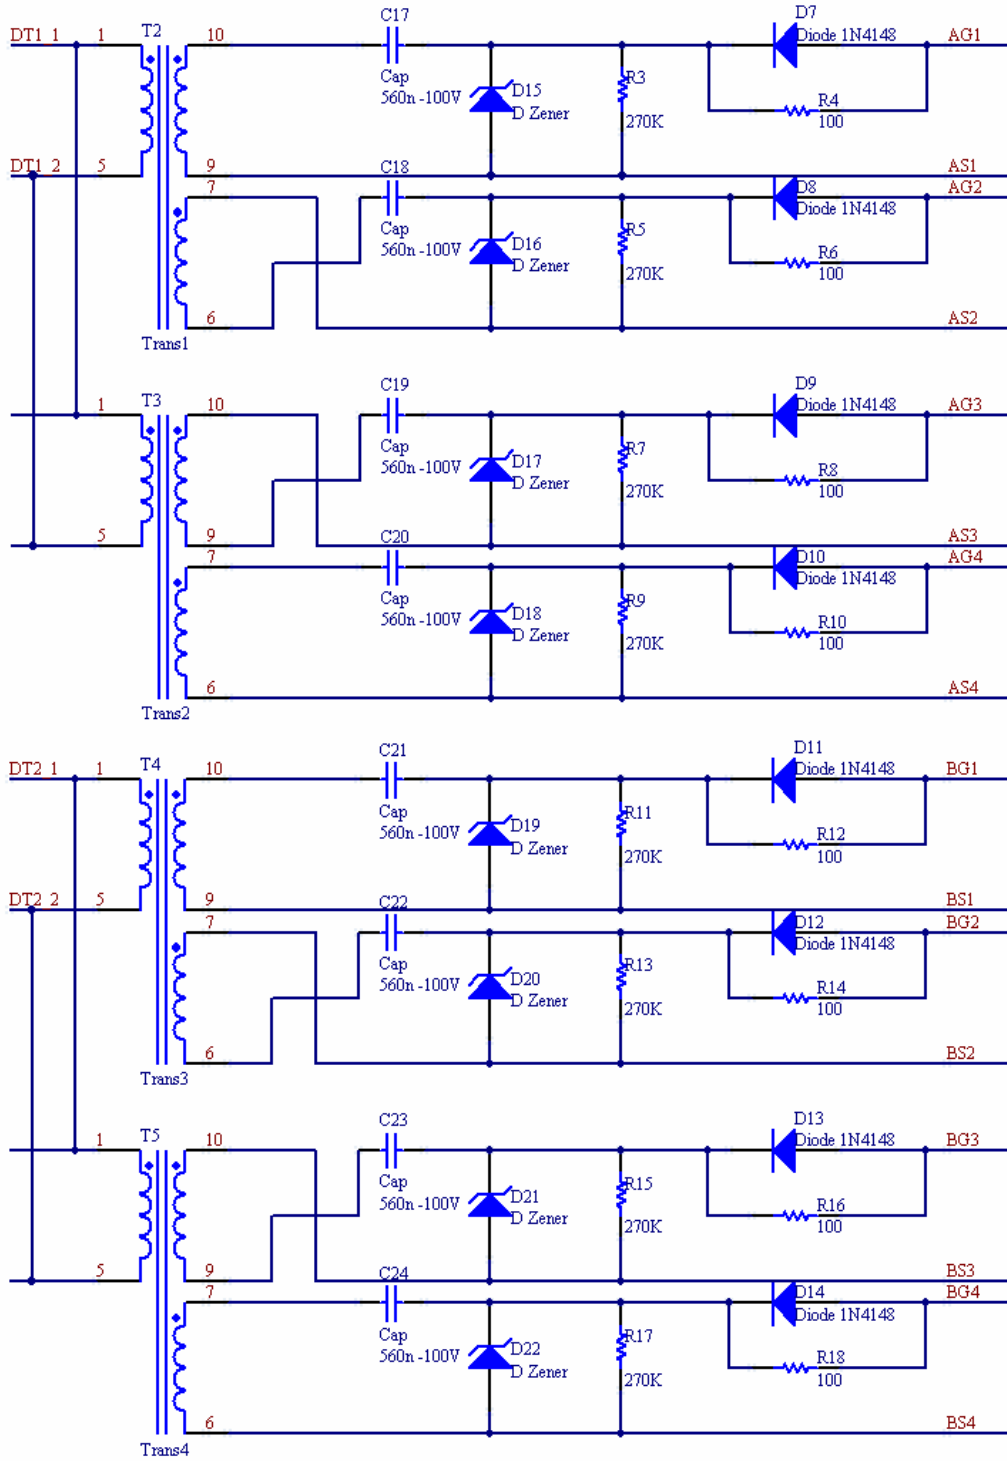 C17
D7
DT1_1 1 T2 10 Diode 1N4148 AG1
Cap D15 R3 R4
560n -100V D Zener 270K 100
DT1_2 5 9 C18 AS1
7 D8 AG2
Diode 1N4148
Cap D16 R5 R6
560n -100V D Zener 270K 100
6 AS2
Trans1
C19 D9
1 T3 10 Diode 1N4148 AG3
Cap D17 R7 R8
560n -100V D Zener 270K 100
5 9 C20 AS3
7 D10 AG4
Diode 1N4148
Cap D18 R9 R10
560n -100V D Zener 270K 100
6 AS4
Trans2
C21 D11
DT2_1 1 T4 10 Diode 1N4148 BG1
Cap D19 R11 R12
560n -100V D Zener 270K 100
DT2_2 5 9 C22 BS1
7 D12 BG2
Diode 1N4148
Cap D20 R13 R14
560n -100V D Zener 270K 100
6 BS2
Trans3
C23 D13
1 T5 10 Diode 1N4148 BG3
Cap D21 R15 R16
560n -100V D Zener 270K 100
5 9 C24 BS3
7 D14 BG4
Diode 1N4148
Cap D22 R17 R18
560n -100V D Zener 270K 100
6 BS4
Trans4